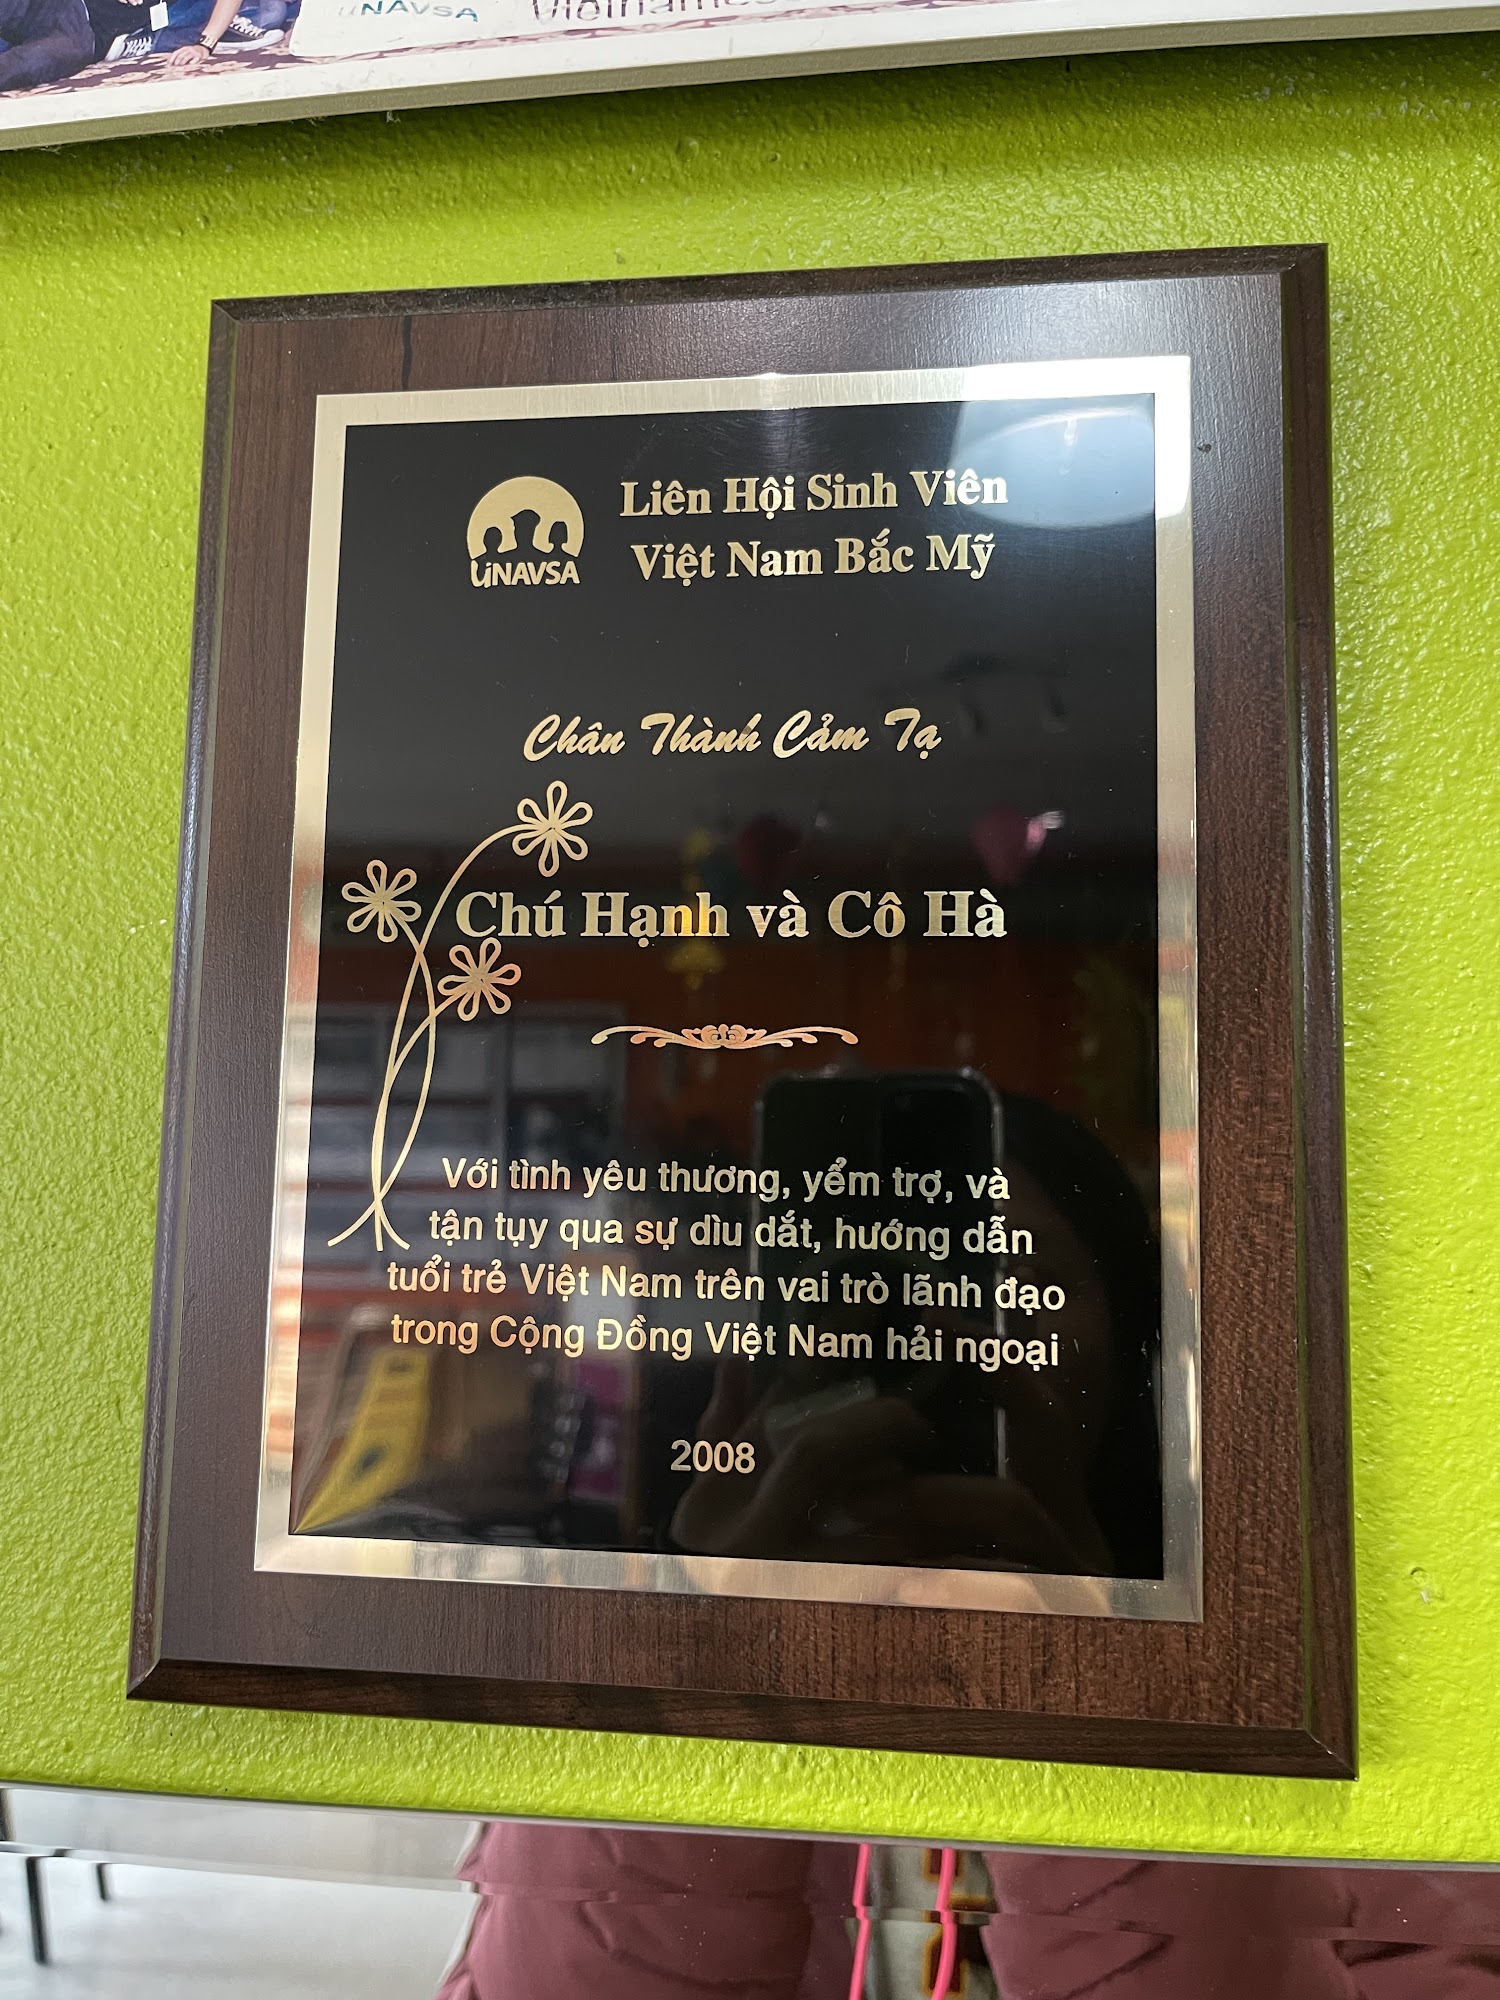 UNAVSA
Liên Hội Sinh Viên
Việt Nam Bắc Mỹ
UNAVSA
Chân Thành Cảm Tạ
Chú Hạnh và Cô Hà
Với tình yêu thương, yểm trợ, và
tận tụy qua sự dìu dắt, hướng dẫn
tuổi trẻ Việt Nam trên vai trò lãnh đạo
trong Cộng Đồng Việt Nam hải ngoại
2008